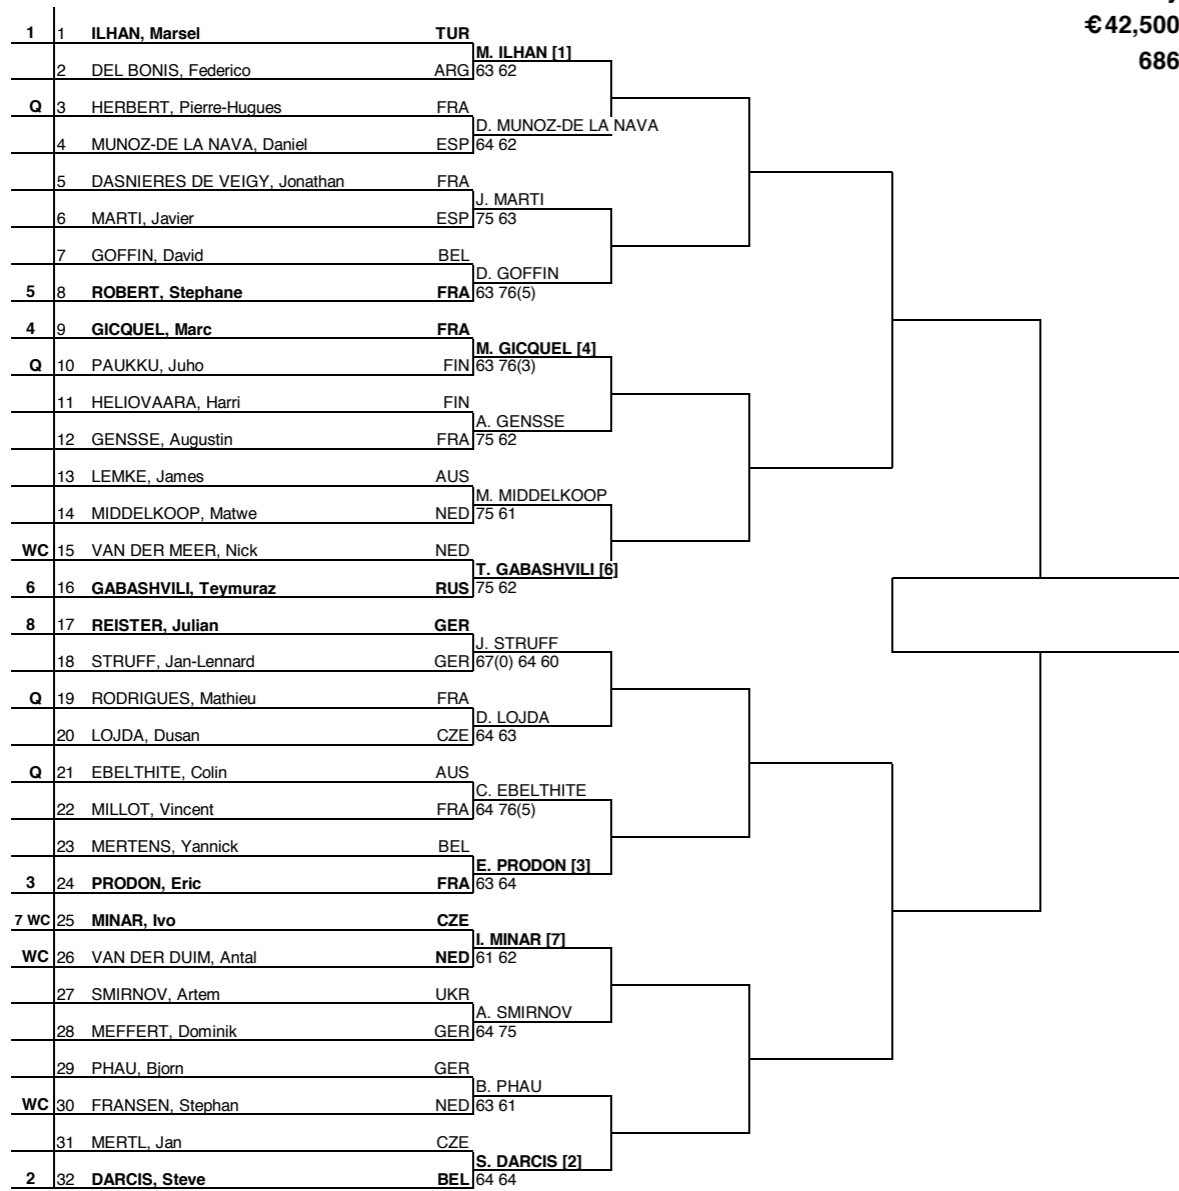 €42,500
686
1 1 ILHAN, Marsel TUR
M. ILHAN [1]
2 DEL BONIS, Federico ARG 63 62
Q 3 HERBERT, Pierre-Hugues FRA
D. MUNOZ-DE LA NAVA
4 MUNOZ-DE LA NAVA, Daniel ESP 64 62
5 DASNIERES DE VEIGY, Jonathan FRA
J. MARTI
6 MARTI, Javier ESP 75 63
7 GOFFIN, David BEL
D. GOFFIN
5 8 ROBERT, Stephane FRA 63 76(5)
4 9 GICQUEL, Marc FRA
M. GICQUEL [4]
Q 10 PAUKKU, Juho FIN 63 76(3)
11 HELIOVAARA, Harri FIN
A. GENSSE
12 GENSSE, Augustin FRA 75 62
13 LEMKE, James AUS
M. MIDDELKOOP
14 MIDDELKOOP, Matwe NED 75 61
WC 15 VAN DER MEER, Nick NED
T. GABASHVILI [6]
6 16 GABASHVILI, Teymuraz RUS 75 62
8 17 REISTER, Julian GER
J. STRUFF
18 STRUFF, Jan-Lennard GER 67(0) 64 60
Q 19 RODRIGUES, Mathieu FRA
D. LOJDA
20 LOJDA, Dusan CZE 64 63
Q 21 EBELTHITE, Colin AUS
C. EBELTHITE
22 MILLOT, Vincent FRA 64 76(5)
23 MERTENS, Yannick BEL
E. PRODON [3]
3 24 PRODON, Eric FRA 63 64
7 WC 25 MINAR, Ivo CZE
I. MINAR [7]
WC 26 VAN DER DUIM, Antal NED 61 62
27 SMIRNOV, Artem UKR
A. SMIRNOV
28 MEFFERT, Dominik GER 64 75
29 PHAU, Bjorn GER
B. PHAU
WC 30 FRANSEN, Stephan NED 63 61
31 MERTL, Jan CZE
S. DARCIS [2]
2 32 DARCIS, Steve BEL 64 64